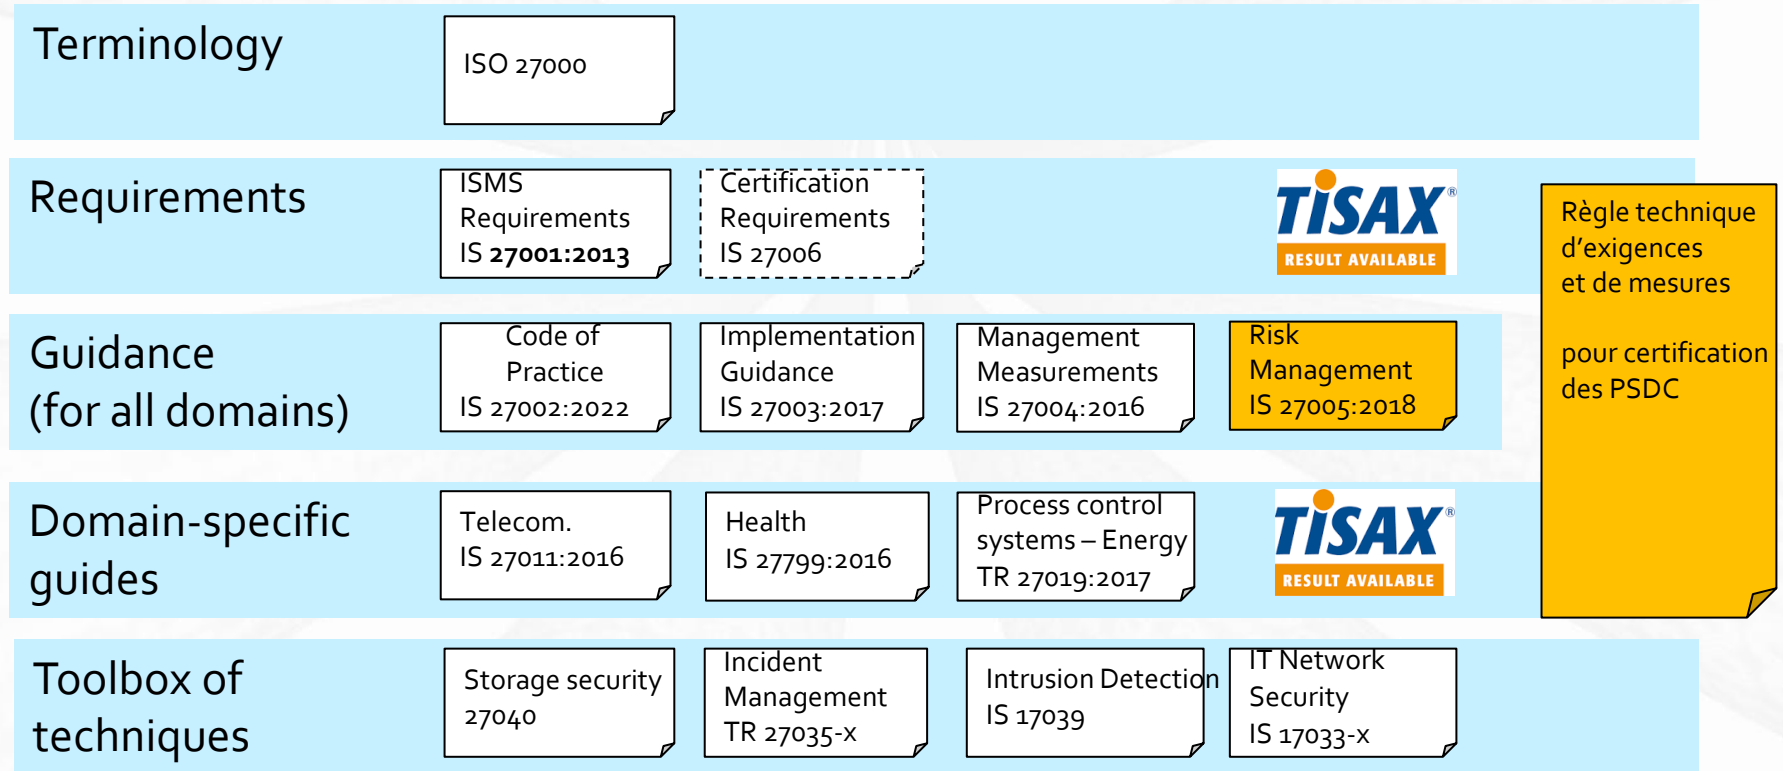 Terminology
ISO 27000
Requirements
ISMS
Requirements
IS 27001:2013
Certification
Requirements
IS 27006
TISAX®
RESULT AVAILABLE
Règle technique
d'exigences
et de mesures
pour certification
des PSDC
Guidance
(for all domains)
Code of
Practice
IS 27002:2022
Implementation
Guidance
IS 27003:2017
Management
Measurements
IS 27004:2016
Risk
Management
IS 27005:2018
Domain-specific
guides
Telecom.
IS 27011:2016
Health
IS 27799:2016
Process control
systems – Energy
TR 27019:2017
TISAX®
RESULT AVAILABLE
Toolbox of
techniques
Storage security
27040
Incident
Management
TR 27035-x
Intrusion Detection
IS 17039
IT Network
Security
IS 17033-x